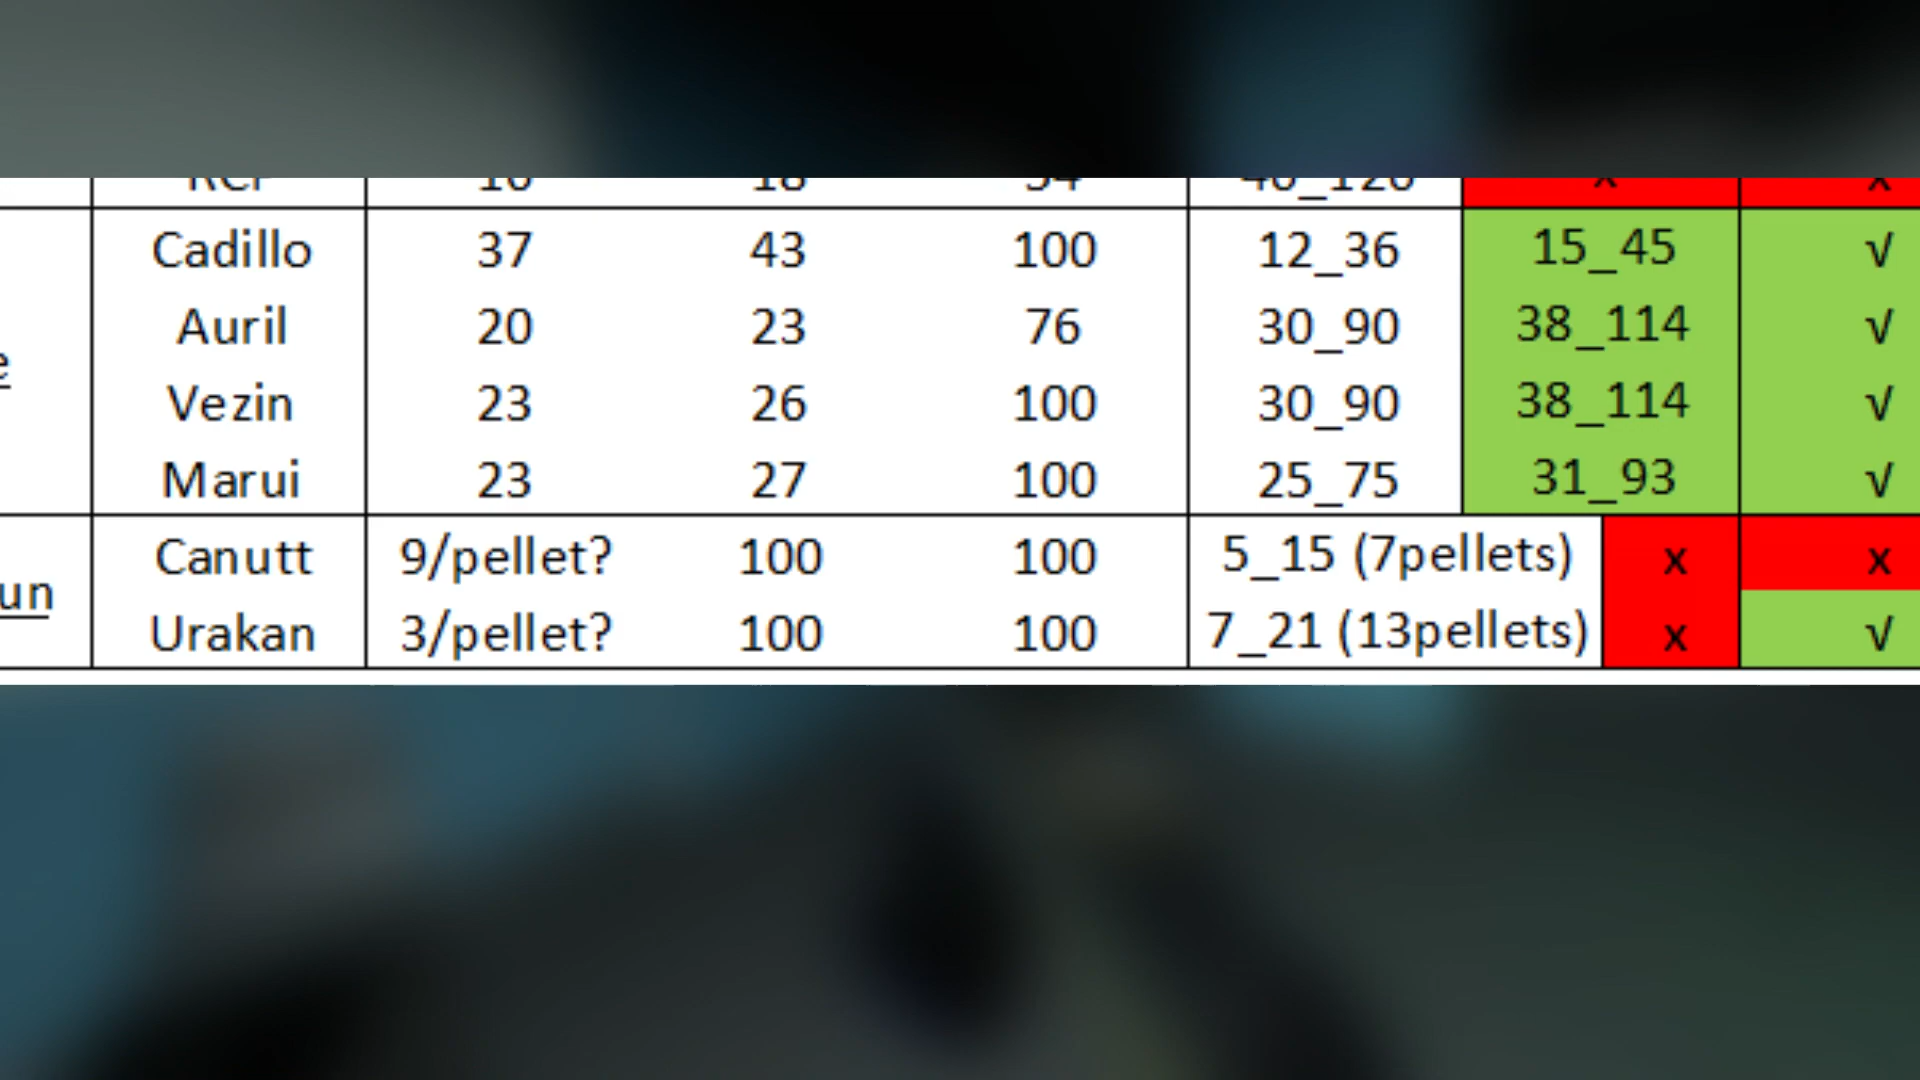 Cadillo 37 43 100 12_36 15_45 √
Auril 20 23 76 30_90 38_114 √
e
Vezin 23 26 100 30_90 38_114 √
Marui 23 27 100 25_75 31_93 √
Canutt 9/pellet? 100 100 5_15 (7pellets) x x
un
Urakan 3/pellet? 100 100 7_21 (13pellets) x √